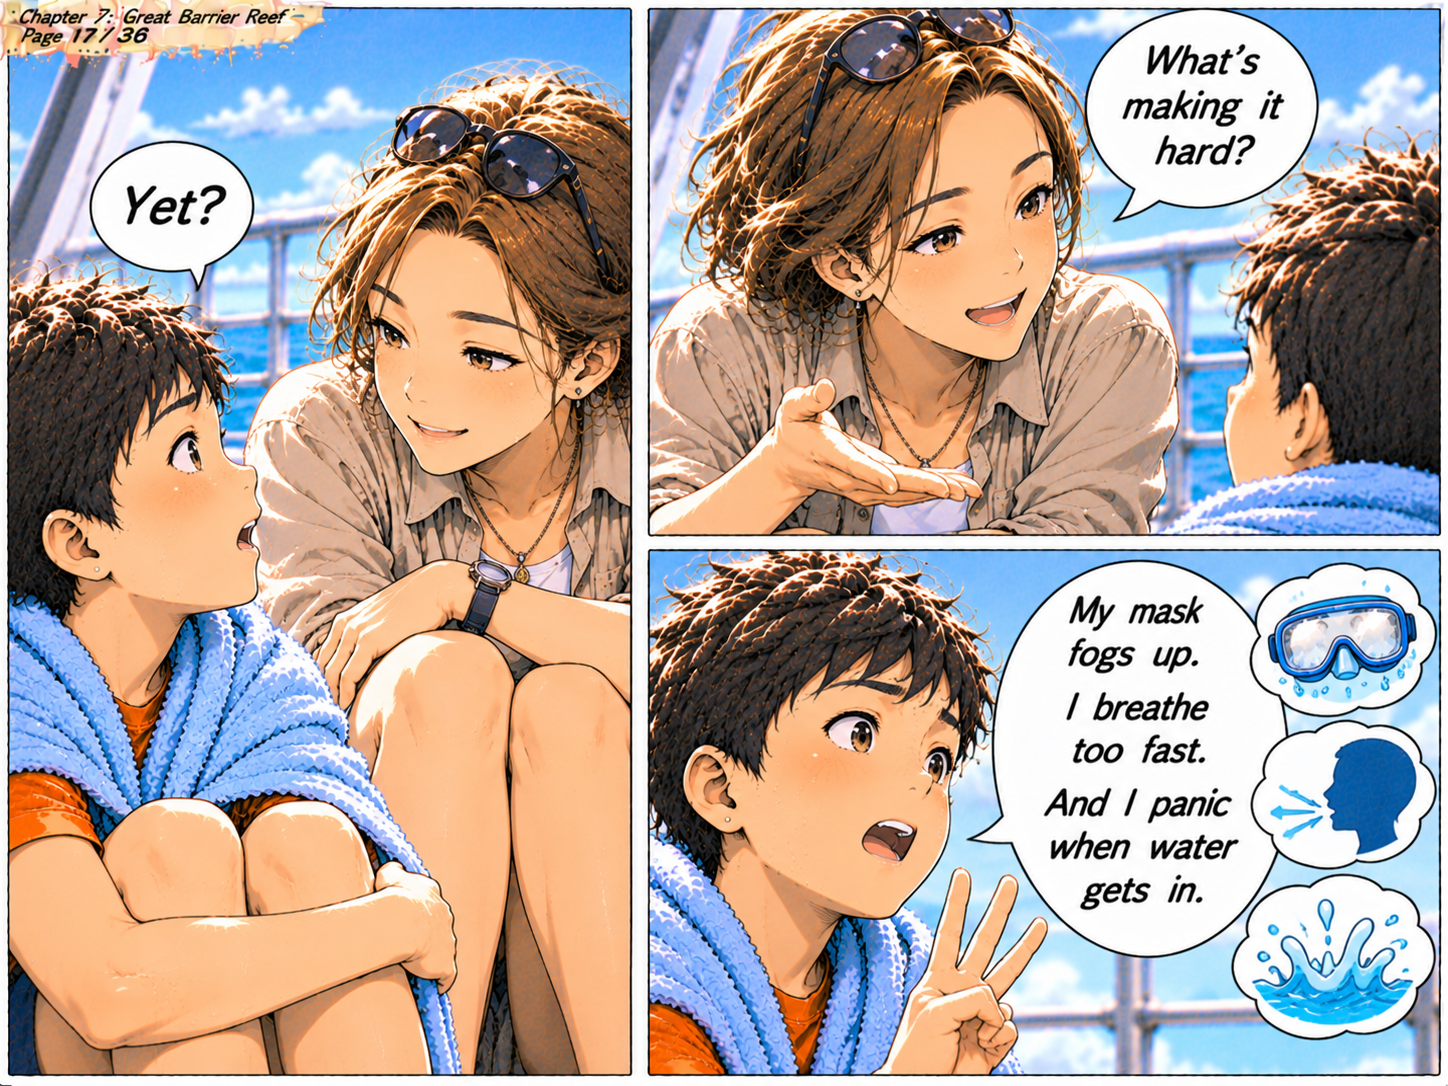 Chapter 7: Great Barrier Reef
Page 17/36
Yet?
What's
making it
hard?
My mask
fogs up.
I breathe
too fast.
And I panic
when water
gets in.